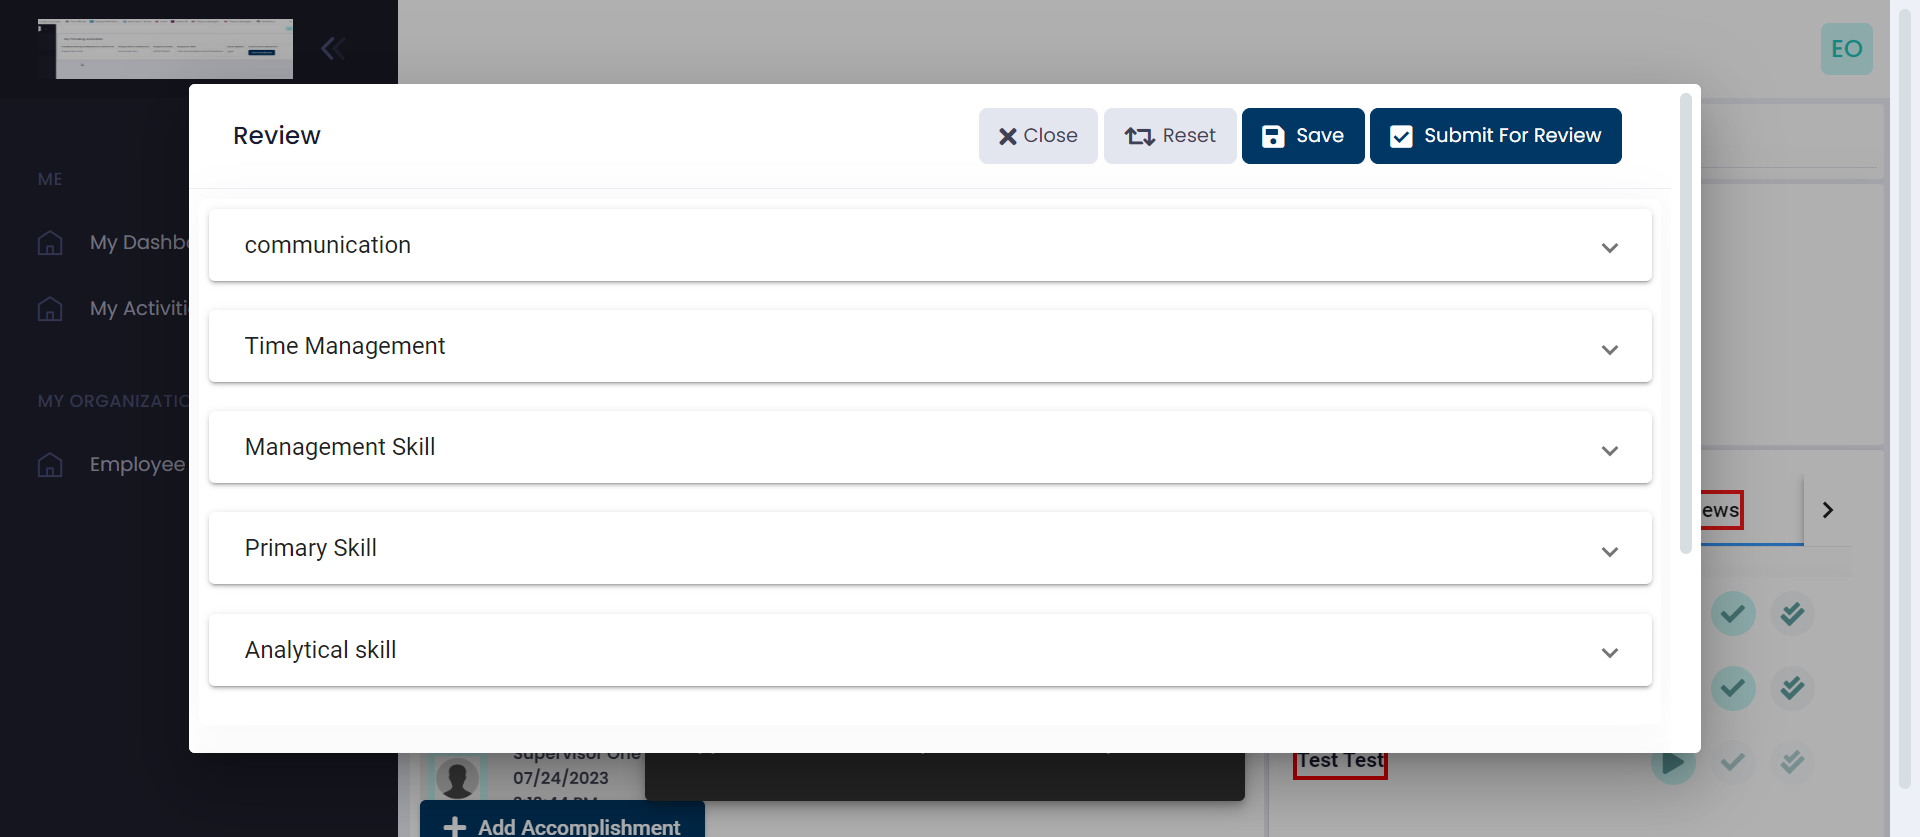 EO
Review
Close
Reset
Save
Submit For Review
ME
My Dashb
My Activiti
MY ORGANIZATIO
Employee
communication
Time Management
Management Skill
Primary Skill
Analytical skill
ews
Supervisor One
07/24/2023
Test Test
Add Accomplishment